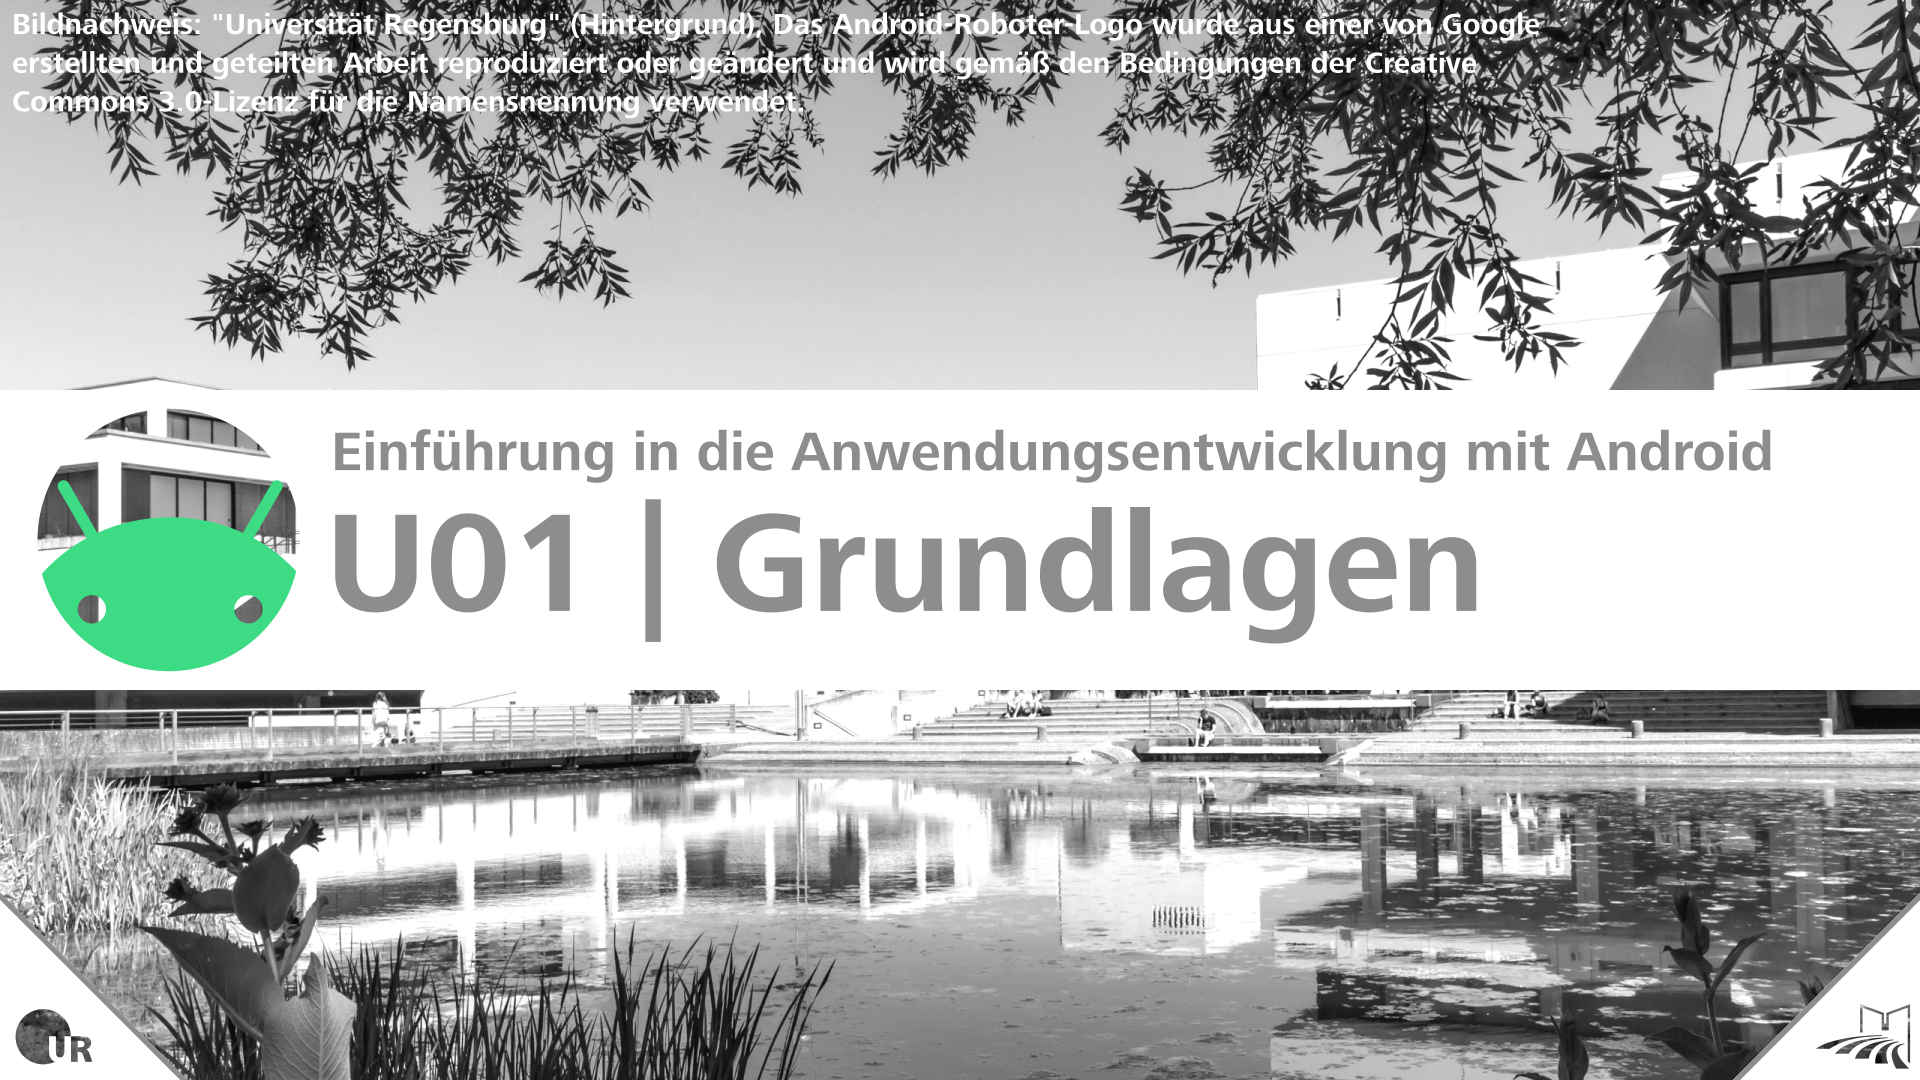 Bildnachweis: "Universität Regensburg" (Hintergrund), Das Android-Roboter-Logo wurde aus einer von Google
erstellten und geteilten Arbeit reproduziert oder geändert und wird gemäß den Bedingungen der Creative
Commons 3.0-Lizenz für die Namensnennung verwendet.
Einführung in die Anwendungsentwicklung mit Android
U01 | Grundlagen
UR